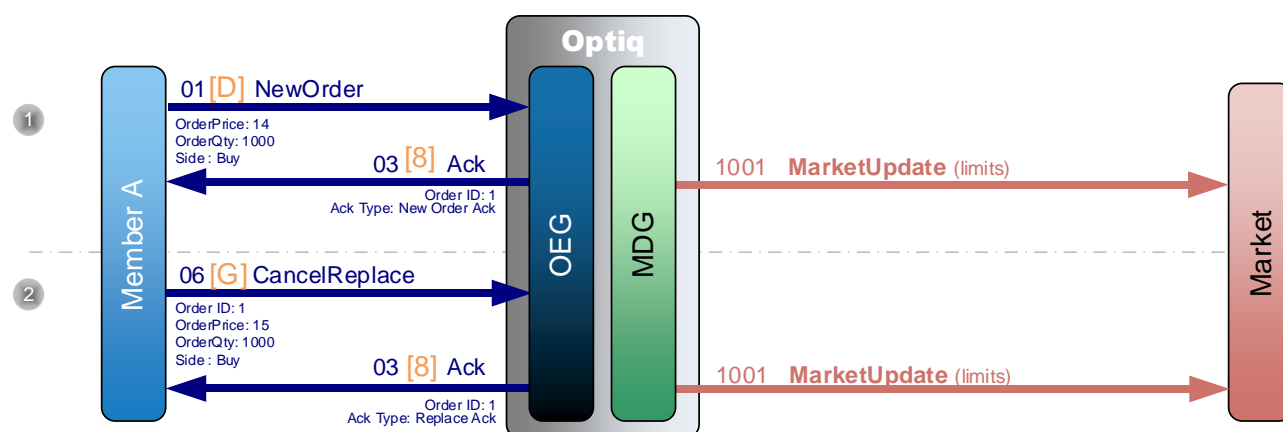 Optiq
1
Member A
01 [D] NewOrder
OrderPrice: 14
OrderQty: 1000
Side : Buy
03 [8] Ack
Order ID: 1
Ack Type: New Order Ack
OEG
MDG
1001 MarketUpdate (limits)
Market
2
06 [G] CancelReplace
Order ID: 1
OrderPrice: 15
OrderQty: 1000
Side : Buy
03 [8] Ack
Order ID: 1
Ack Type: Replace Ack
1001 MarketUpdate (limits)